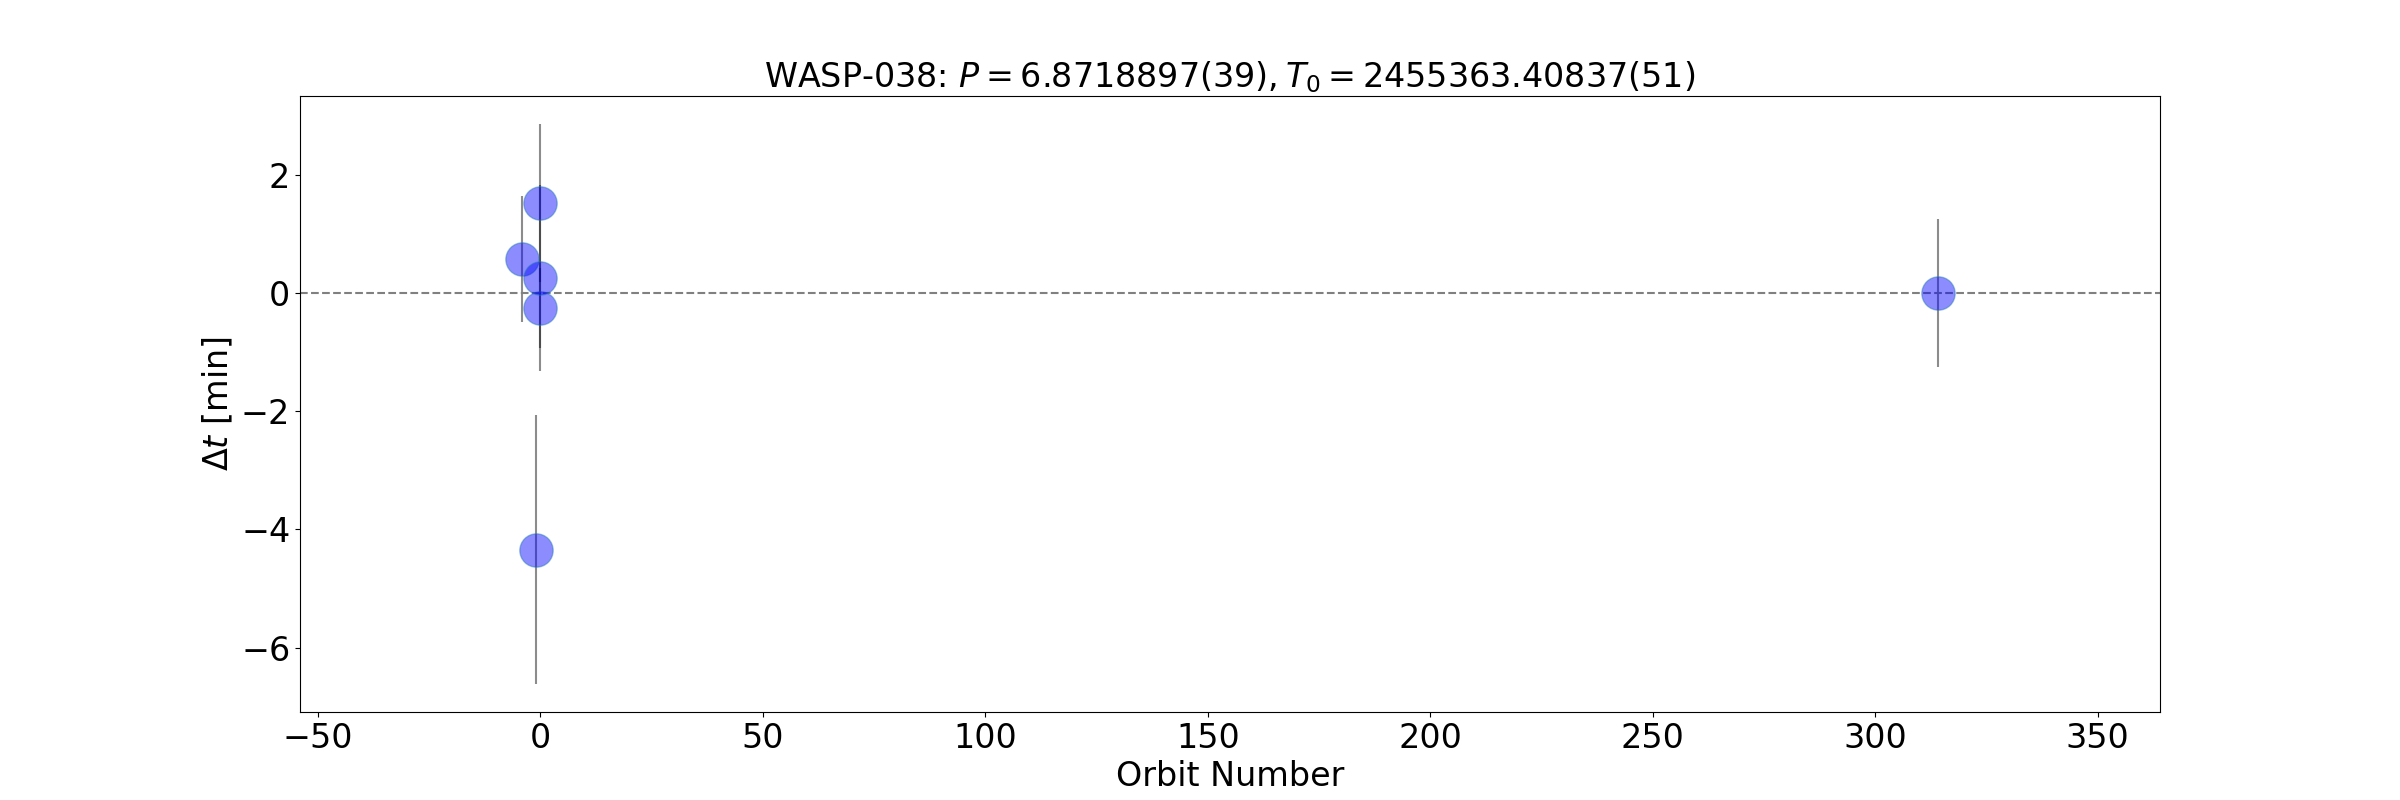 WASP-038: P = 6.8718897(39), T₀ = 2455363.40837(51)
2
0
−2
−4
−6
Δt [min]
−50 0 50 100 150 200 250 300 350
Orbit Number